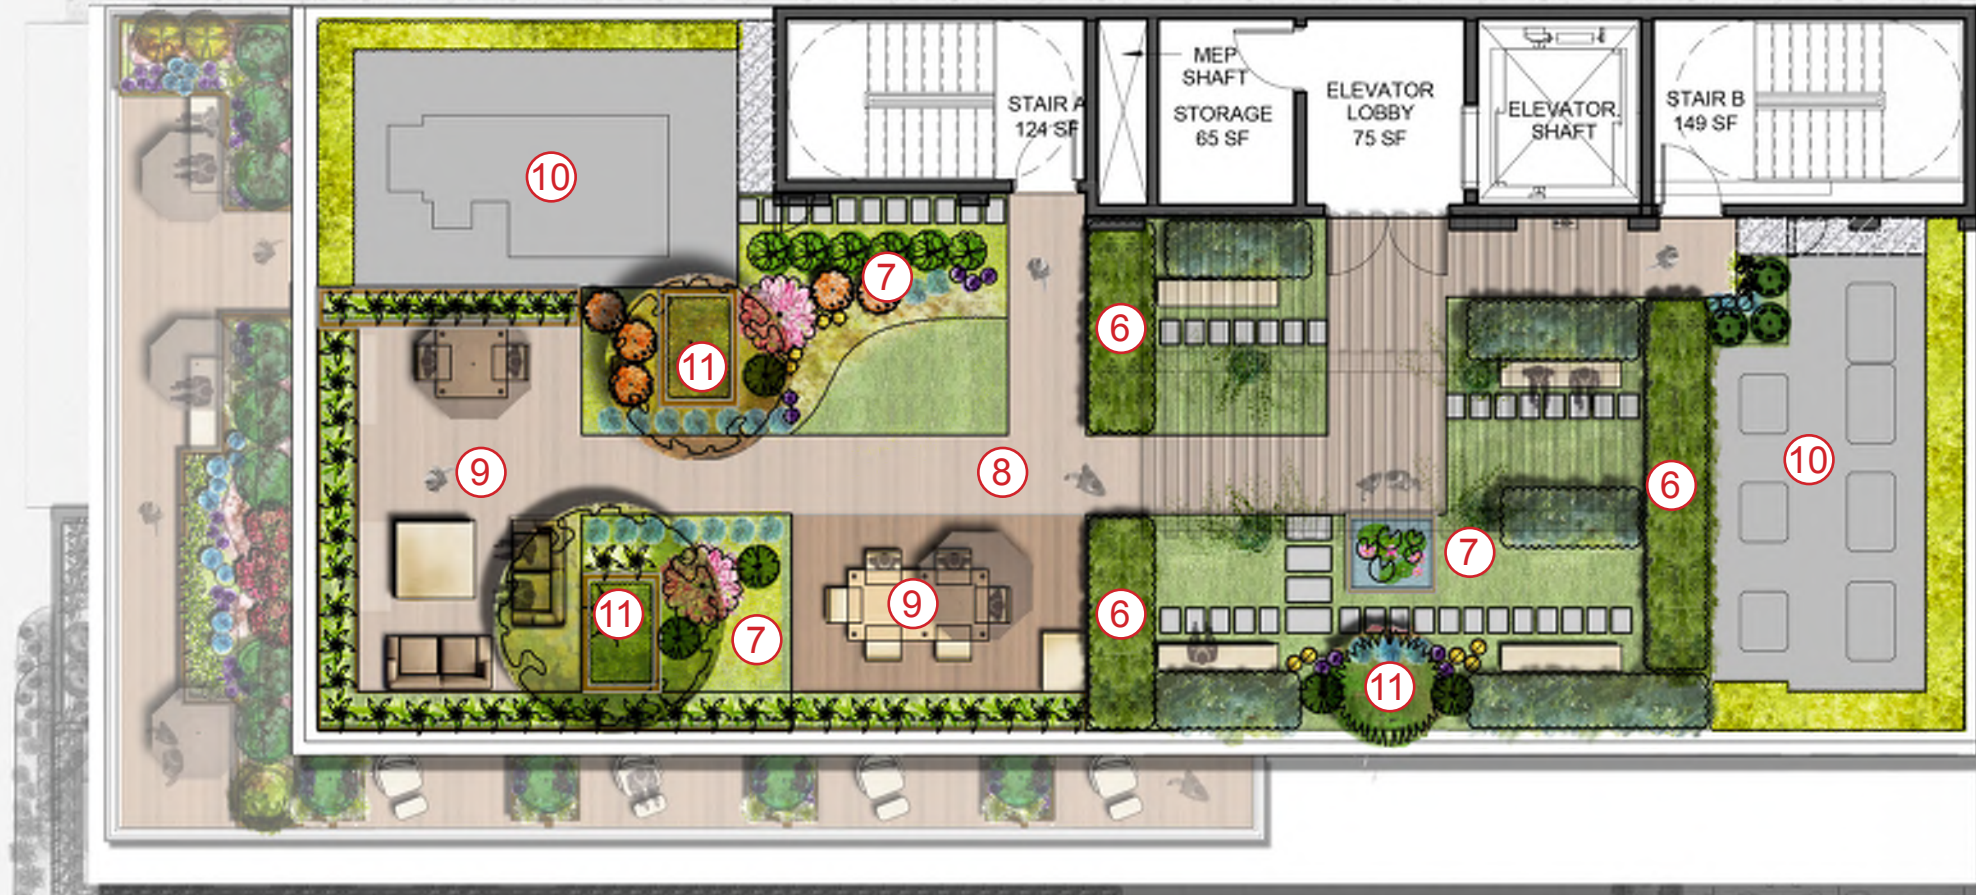 MEP
SHAFT
STORAGE
65 SF
STAIR A
124 SF
ELEVATOR
LOBBY
75 SF
ELEVATOR
SHAFT
STAIR B
149 SF
10
7
6
11
9
8
6
10
7
11
9
6
7
11